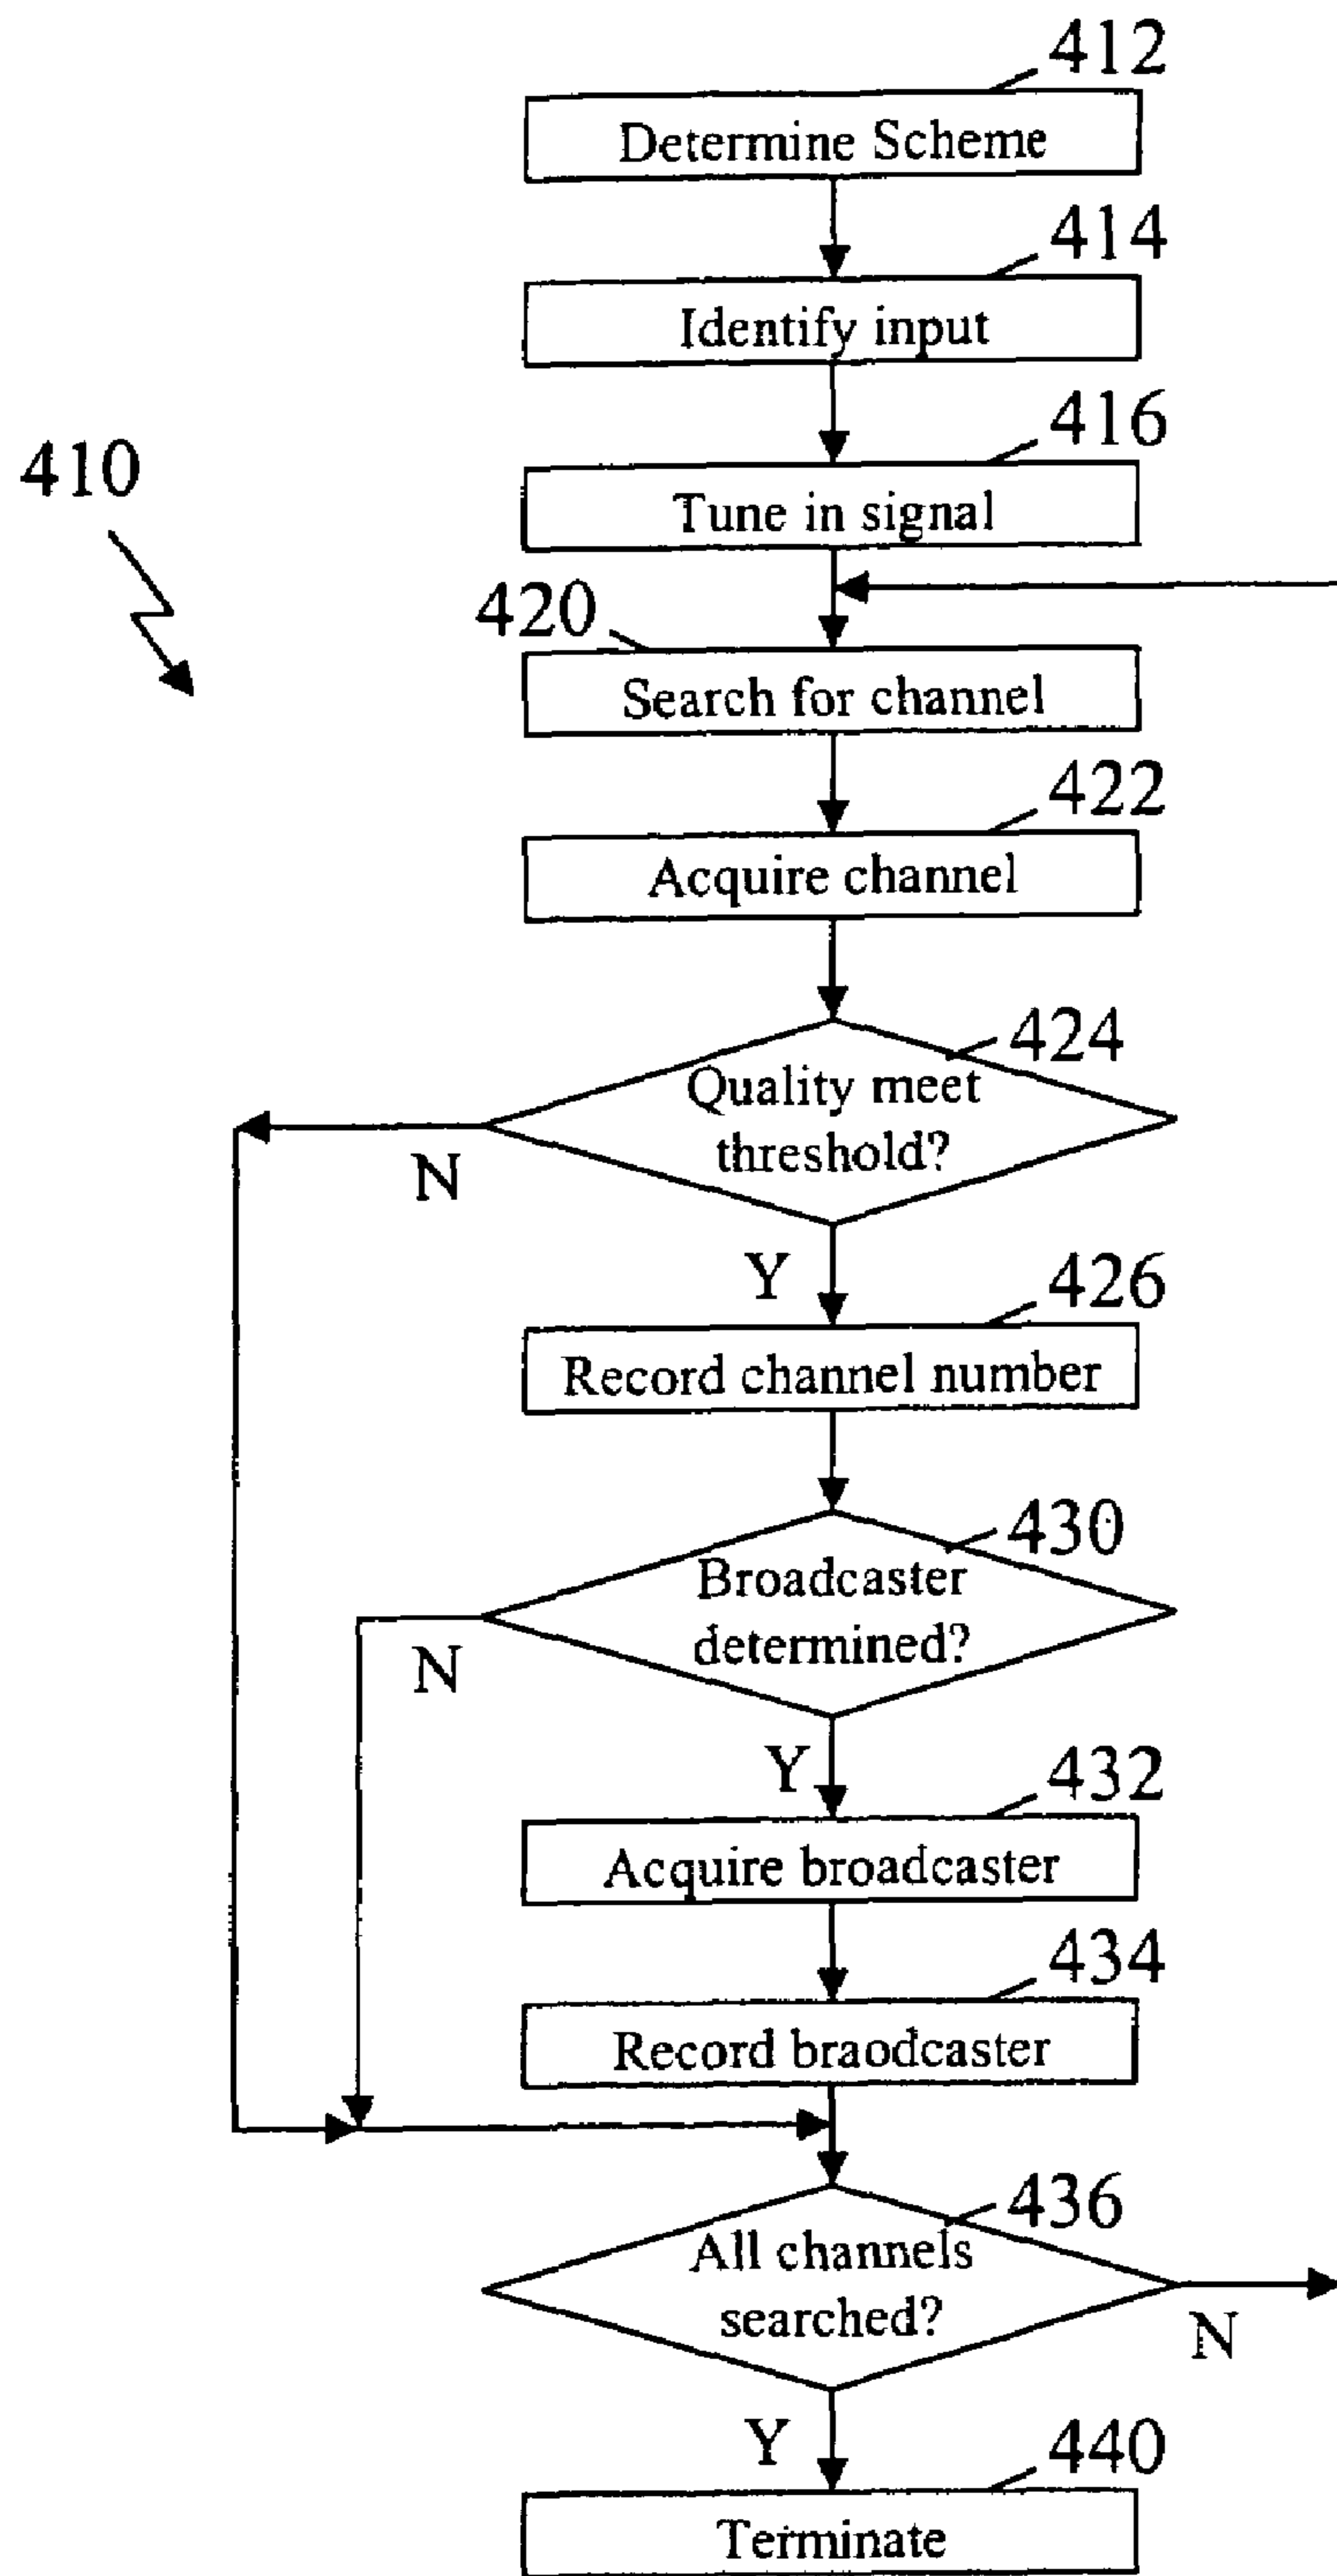 412
Determine Scheme
414
Identify input
416
410
Tune in signal
420
Search for channel
422
Acquire channel
424
Quality meet
threshold?
N
Y
426
Record channel number
430
Broadcaster
determined?
N
Y
432
Acquire broadcaster
434
Record braodcaster
436
All channels
searched?
N
Y
440
Terminate